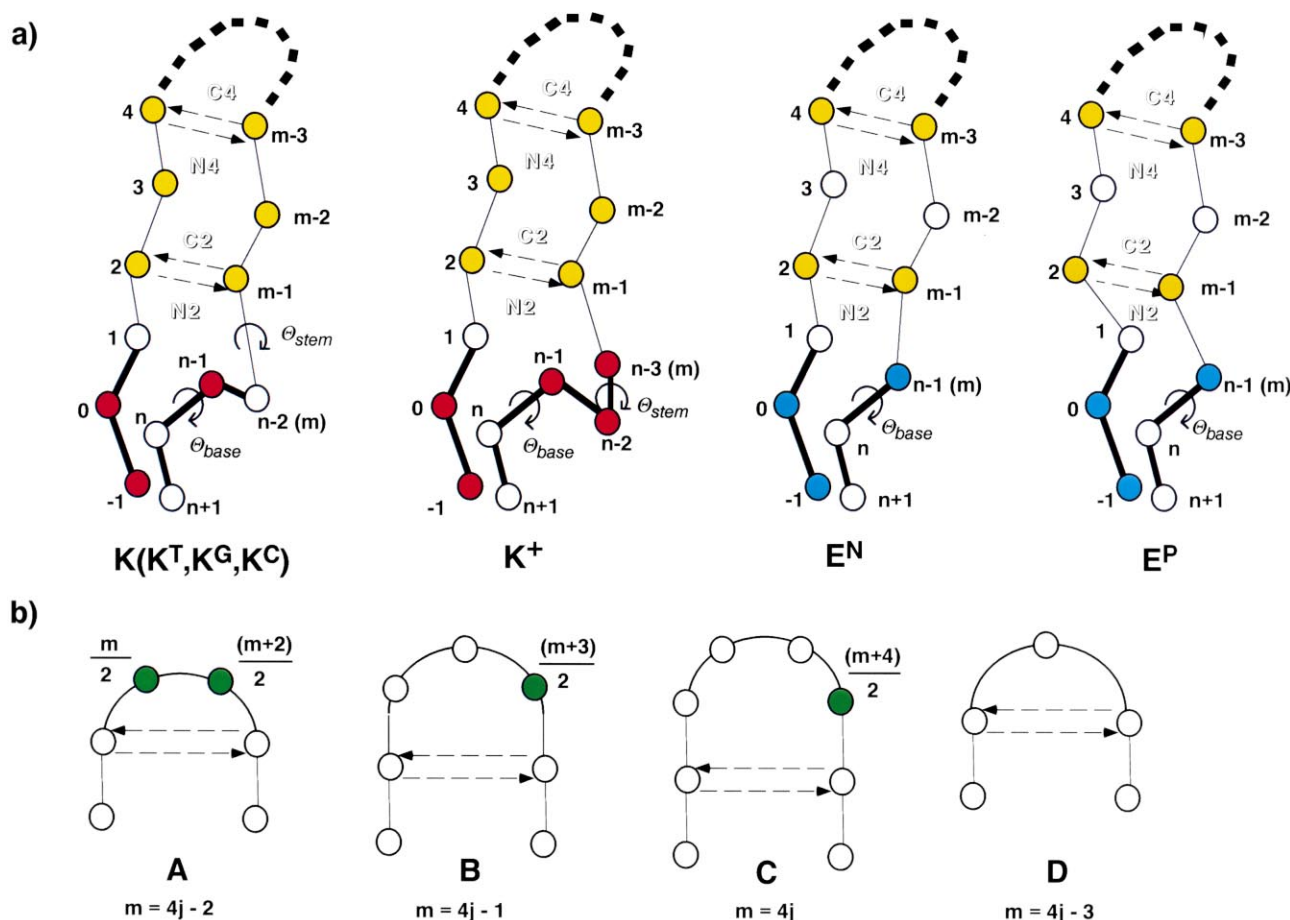 a)
4
C4
m-3
N4
3
m-2
C2
2
m-1
N2
1
Θstem
n-1
0
n
n-2 (m)
Θbase
-1
n+1
K(Kᵀ,Kᴳ,Kᶜ)
4
C4
m-3
N4
3
m-2
C2
2
m-1
N2
1
n-1
n-3 (m)
0
n
Θstem
Θbase
n-2
-1
n+1
K⁺
4
C4
m-3
N4
3
m-2
C2
2
m-1
N2
1
n-1 (m)
0
n
Θbase
-1
n+1
Eᴺ
4
C4
m-3
N4
3
m-2
C2
2
m-1
N2
1
n-1 (m)
0
n
Θbase
-1
n+1
Eᴾ
b)
m
2
(m+2)
2
A
m = 4j - 2
(m+3)
2
B
m = 4j - 1
(m+4)
2
C
m = 4j
D
m = 4j - 3